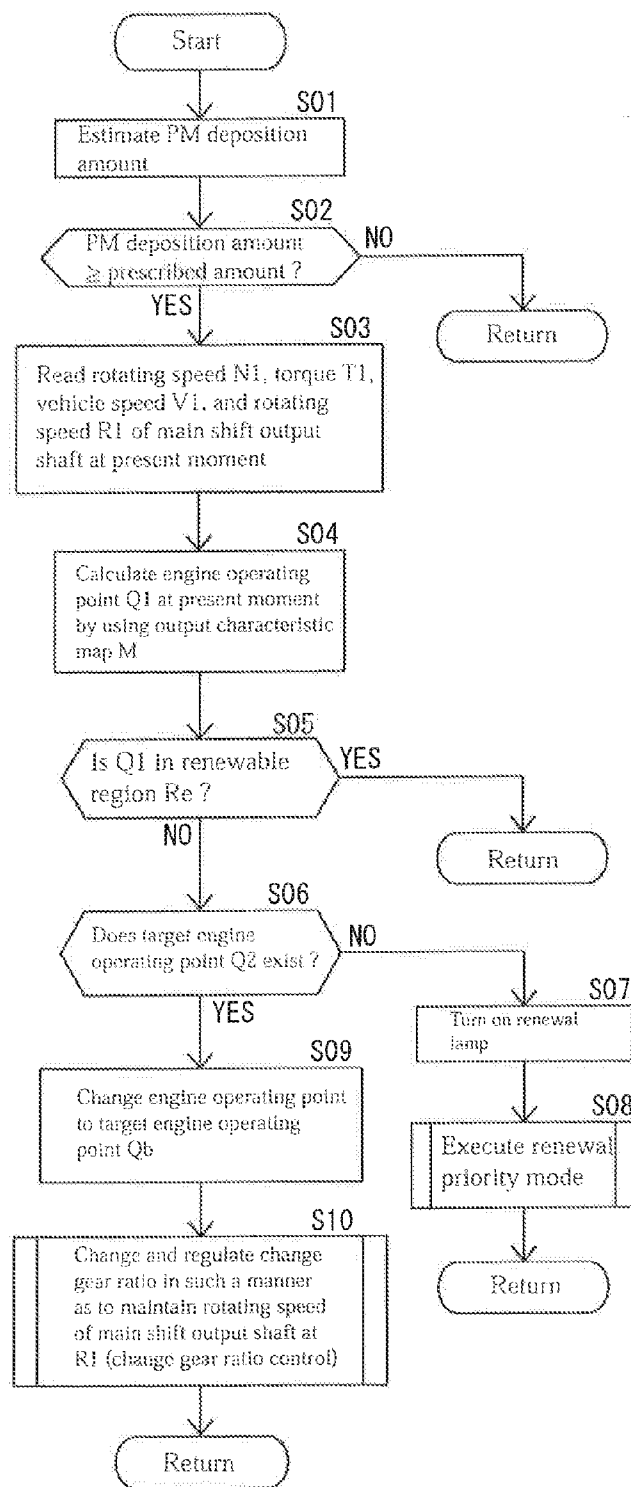 Start
S01
Estimate PM deposition
amount
S02
PM deposition amount
≧ prescribed amount ?
NO
Return
YES
S03
Read rotating speed N1, torque T1,
vehicle speed V1, and rotating
speed R1 of main shift output
shaft at present moment
S04
Calculate engine operating
point Q1 at present moment
by using output characteristic
map M
S05
Is Q1 in renewable
region Re ?
YES
Return
NO
S06
Does target engine
operating point Q2 exist ?
NO
S07
Turn on renewal
lamp
S08
Execute renewal
priority mode
Return
YES
S09
Change engine operating point
to target engine operating
point Qb
S10
Change and regulate change
gear ratio in such a manner
as to maintain rotating speed
of main shift output shaft at
R1 (change gear ratio control)
Return